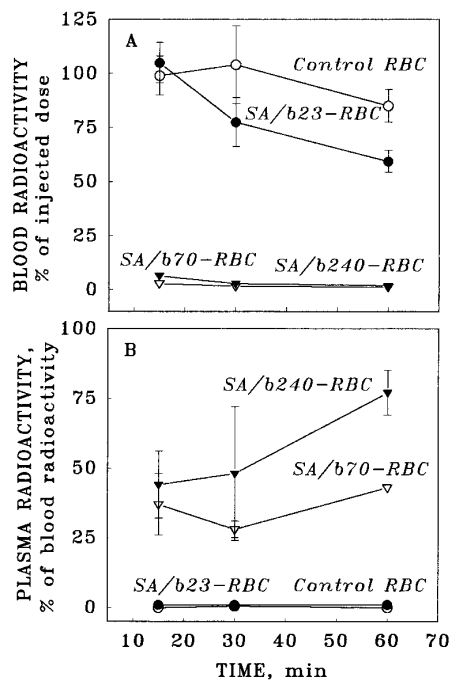 A
BLOOD RADIOACTIVITY
% of injected dose
125
100
75
50
25
0
Control RBC
SA/b23-RBC
SA/b70-RBC
SA/b240-RBC
B
PLASMA RADIOACTIVITY,
% of blood radioactivity
100
75
50
25
0
SA/b240-RBC
SA/b70-RBC
SA/b23-RBC
Control RBC
10 20 30 40 50 60 70
TIME, min